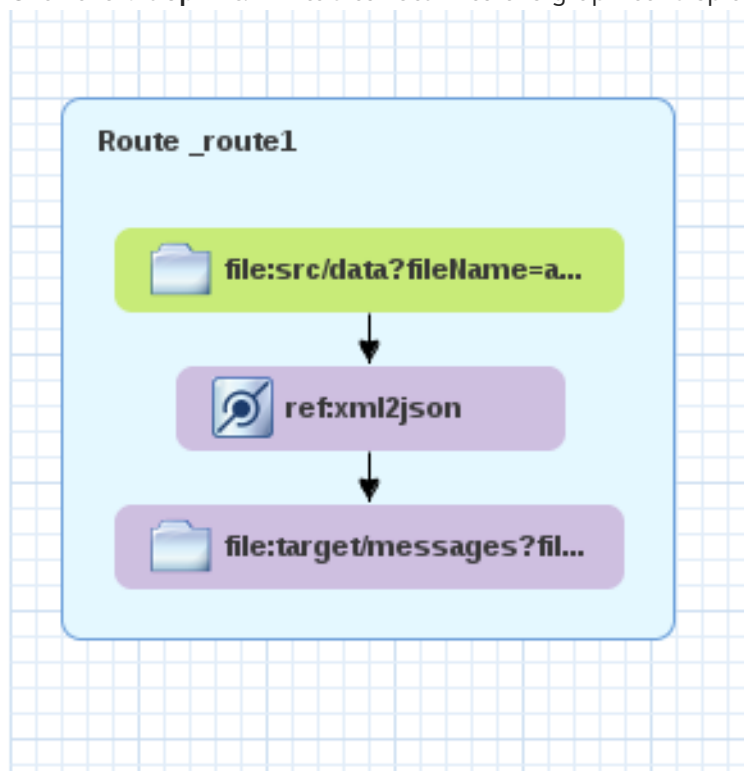 Route _route1
file:src/data?fileName=a...
ref:xml2json
file:target/messages?fil...